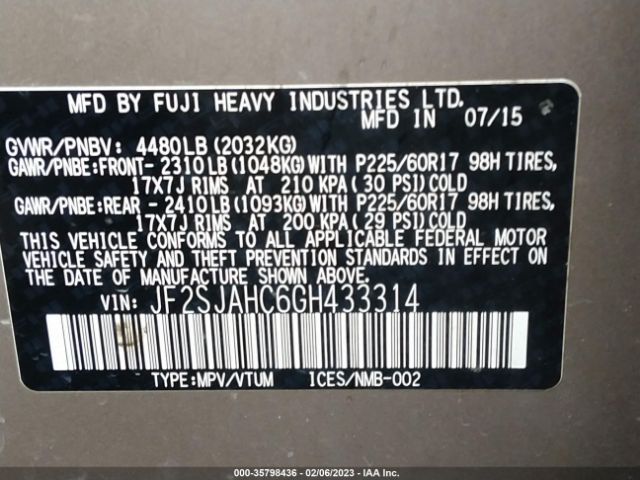 MFD BY FUJI HEAVY INDUSTRIES LTD.
MFD IN 07/15
GVWR/PNBV: 4480LB(2032KG)
GAWR/PNBE:FRONT-2310LB(1048KG)WITH P225/60R17 98H TIRES,
17X7J RIMS AT 210 KPA(30 PSI)COLD
GAWR/PNBE:REAR -2410LB(1093KG)WITH P225/60R17 98H TIRES,
17X7J RIMS AT 200 KPA(29 PSI)COLD
THIS VEHICLE CONFORMS TO ALL APPLICABLE FEDERAL MOTOR
VEHICLE SAFETY AND THEFT PREVENTION STANDARDS IN EFFECT ON
THE DATE OF MANUFACTURE SHOWN ABOVE.
VIN: JF2SJAHC6GH433314
TYPE:MPV/VTUM ICES/NMB-002
000-35798436 - 02/06/2023 - IAAI.com